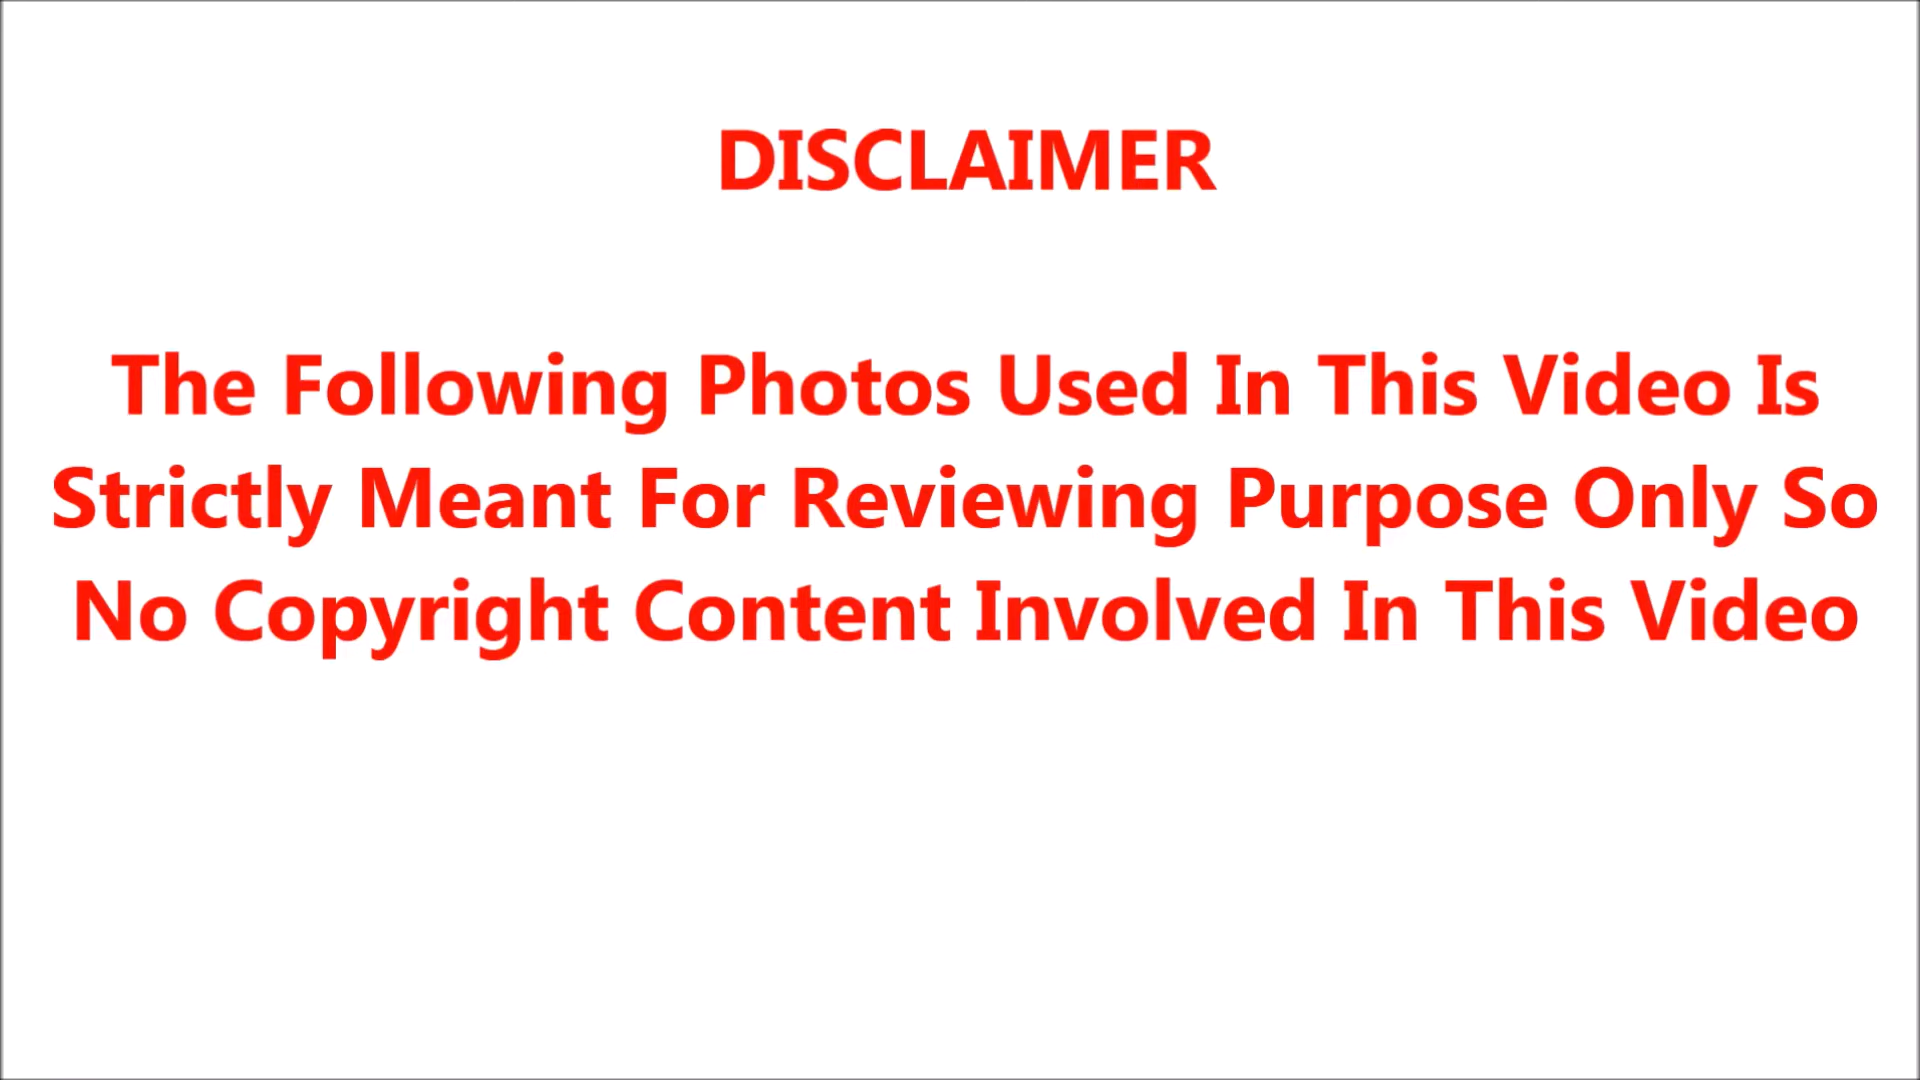 DISCLAIMER
The Following Photos Used In This Video Is
Strictly Meant For Reviewing Purpose Only So
No Copyright Content Involved In This Video